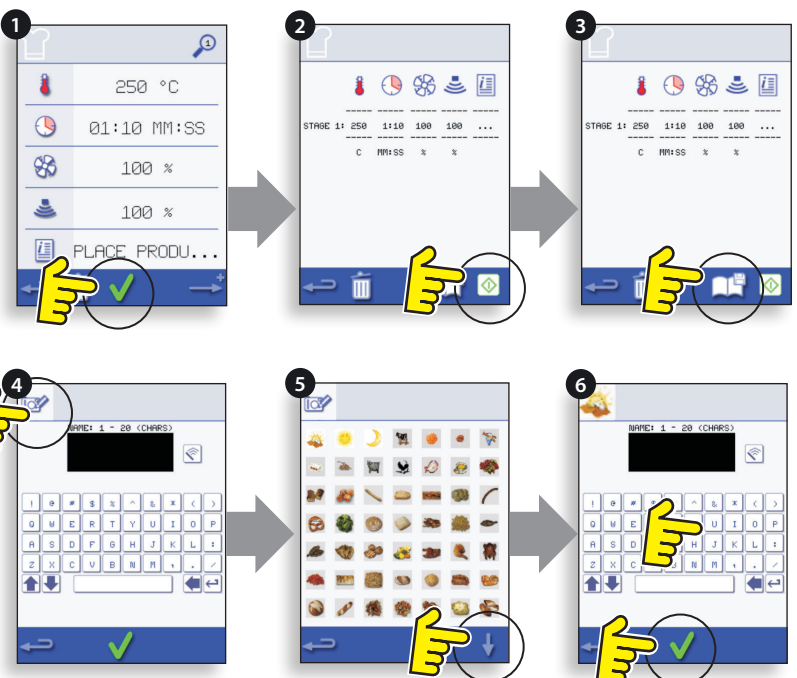 1
1
250 °C
01:10 MM:SS
100 %
100 %
PLACE PRODU...
2
STAGE 1: 250 1:10 100 100 ...
C MM:SS % %
3
STAGE 1: 250 1:10 100 100 ...
C MM:SS % %
4
NAME: 1 - 20 (CHARS)
! @ # $ % ^ & * ( )
Q W E R T Y U I O P
A S D F G H J K L :
Z X C V B N M , . /
5
6
NAME: 1 - 20 (CHARS)
! @ # ^ & * ( )
Q W E U I O P
A S D H J K L :
Z X C N M , . /